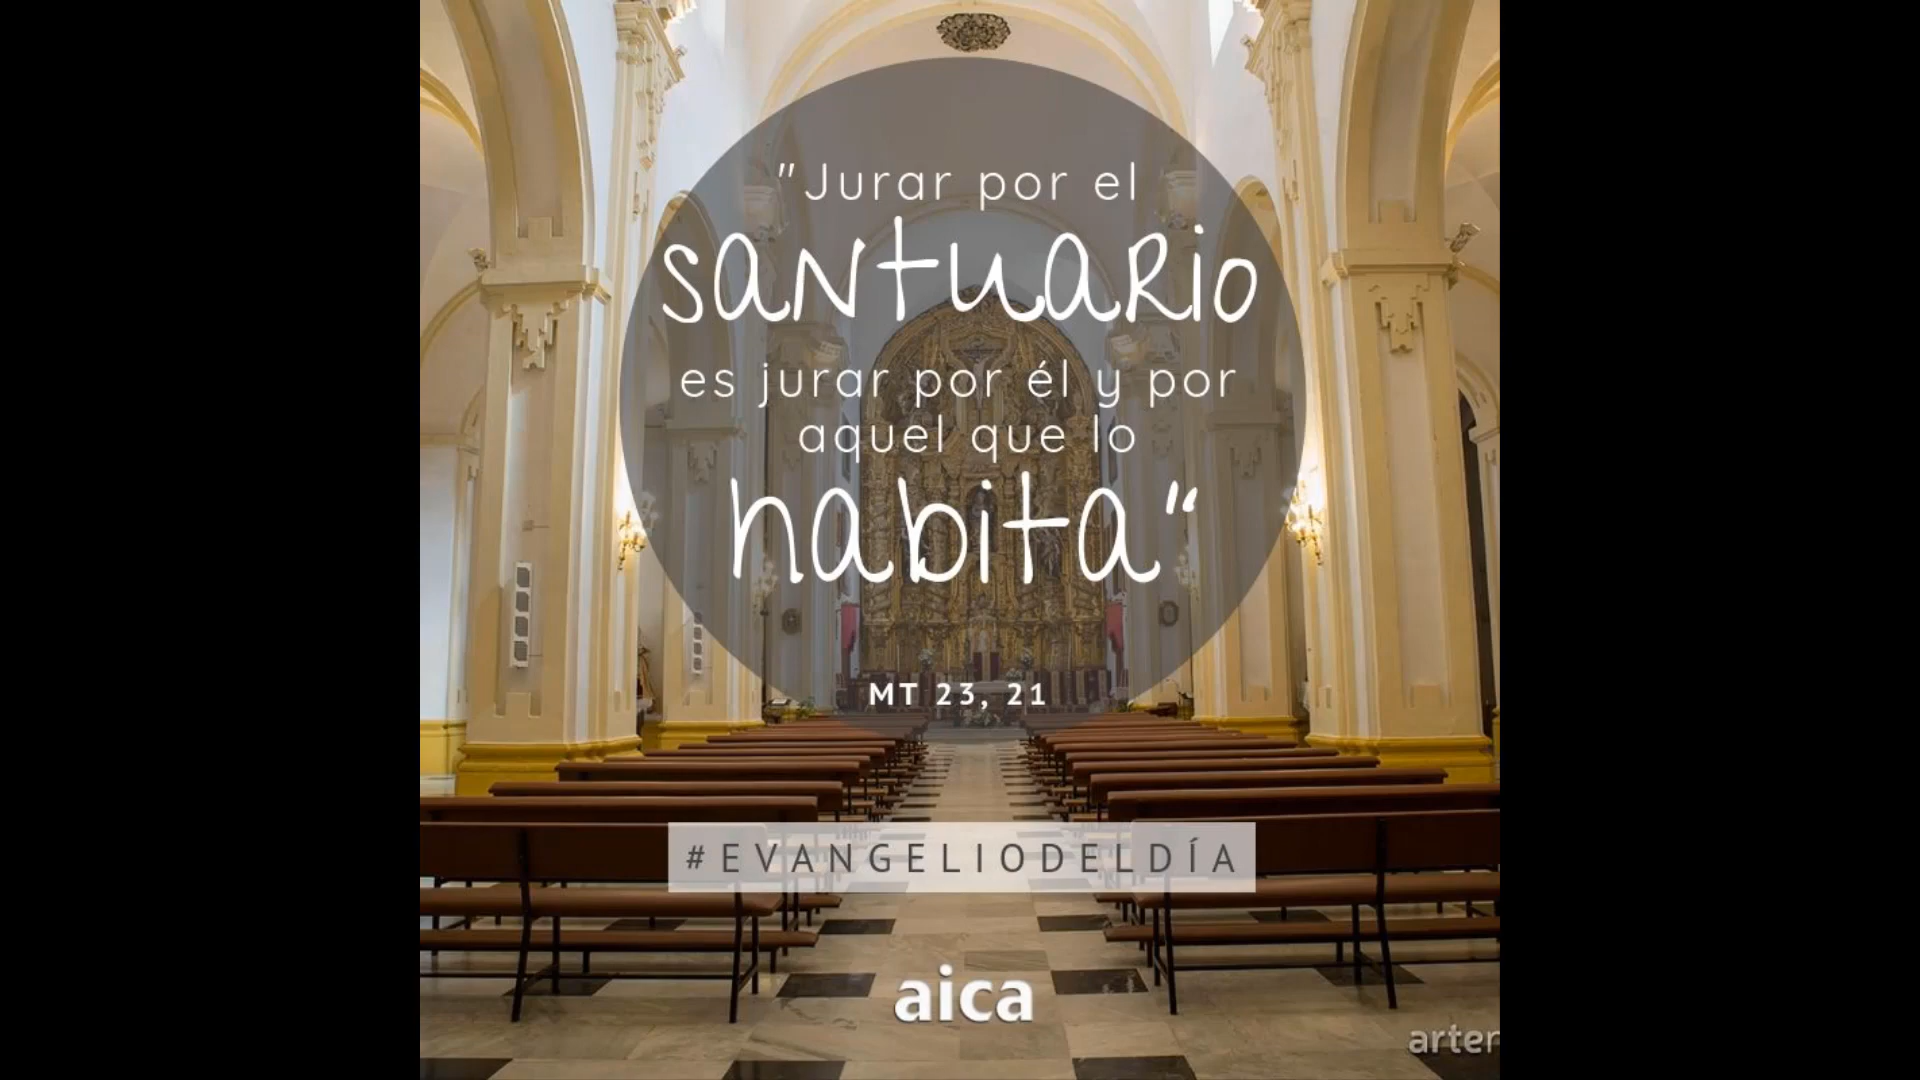 "Jurar por el
santuario
es jurar por él y por
aquel que lo
habita"
MT 23, 21
#EVANGELIODELDÍA
aica
arter